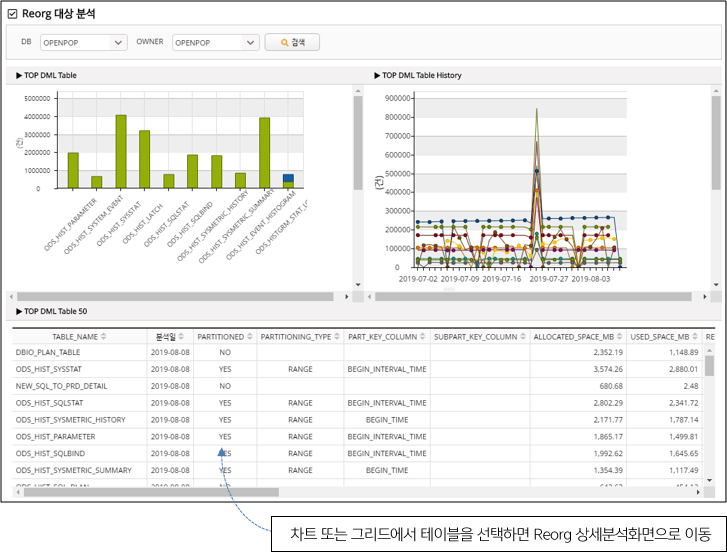 Reorg 대상 분석
DB OPENPOP OWNER OPENPOP 검색
▶ TOP DML Table
(건)
5000000
4000000
3000000
2000000
1000000
0
ODS_HIST_PARAMETER
ODS_HIST_SYSTEM_EVENT
ODS_HIST_SYSSTAT
ODS_HIST_LATCH
ODS_HIST_SQLSTAT
ODS_HIST_SQLBIND
ODS_HIST_SYSMETRIC_HISTORY
ODS_HIST_SYSMETRIC_SUMMARY
ODS_HIST_EVENT_HISTOGRAM
ODS_HSTGRM_STAT_LO
▶ TOP DML Table History
(건)
900000
800000
700000
600000
500000
400000
300000
200000
100000
0
2019-07-02 2019-07-09 2019-07-16 2019-07-27 2019-08-03
▶ TOP DML Table 50
TABLE_NAME 분석일 PARTITIONED PARTITIONING_TYPE PART_KEY_COLUMN SUBPART_KEY_COLUMN ALLOCATED_SPACE_MB USED_SPACE_MB RE
DBIO_PLAN_TABLE 2019-08-08 NO 2,352.19 1,148.89
ODS_HIST_SYSSTAT 2019-08-08 YES RANGE BEGIN_INTERVAL_TIME 3,574.26 2,880.01
NEW_SQL_TO_PRD_DETAIL 2019-08-08 NO 680.68 2.48
ODS_HIST_SQLSTAT 2019-08-08 YES RANGE BEGIN_INTERVAL_TIME 2,802.29 2,341.72
ODS_HIST_SYSMETRIC_HISTORY 2019-08-08 YES RANGE BEGIN_TIME 2,171.77 1,787.14
ODS_HIST_PARAMETER 2019-08-08 YES RANGE BEGIN_INTERVAL_TIME 1,865.17 1,499.81
ODS_HIST_SQLBIND 2019-08-08 YES RANGE BEGIN_INTERVAL_TIME 1,992.62 1,645.65
ODS_HIST_SYSMETRIC_SUMMARY 2019-08-08 YES RANGE BEGIN_TIME 1,354.39 1,117.49
차트 또는 그리드에서 테이블을 선택하면 Reorg 상세분석화면으로 이동